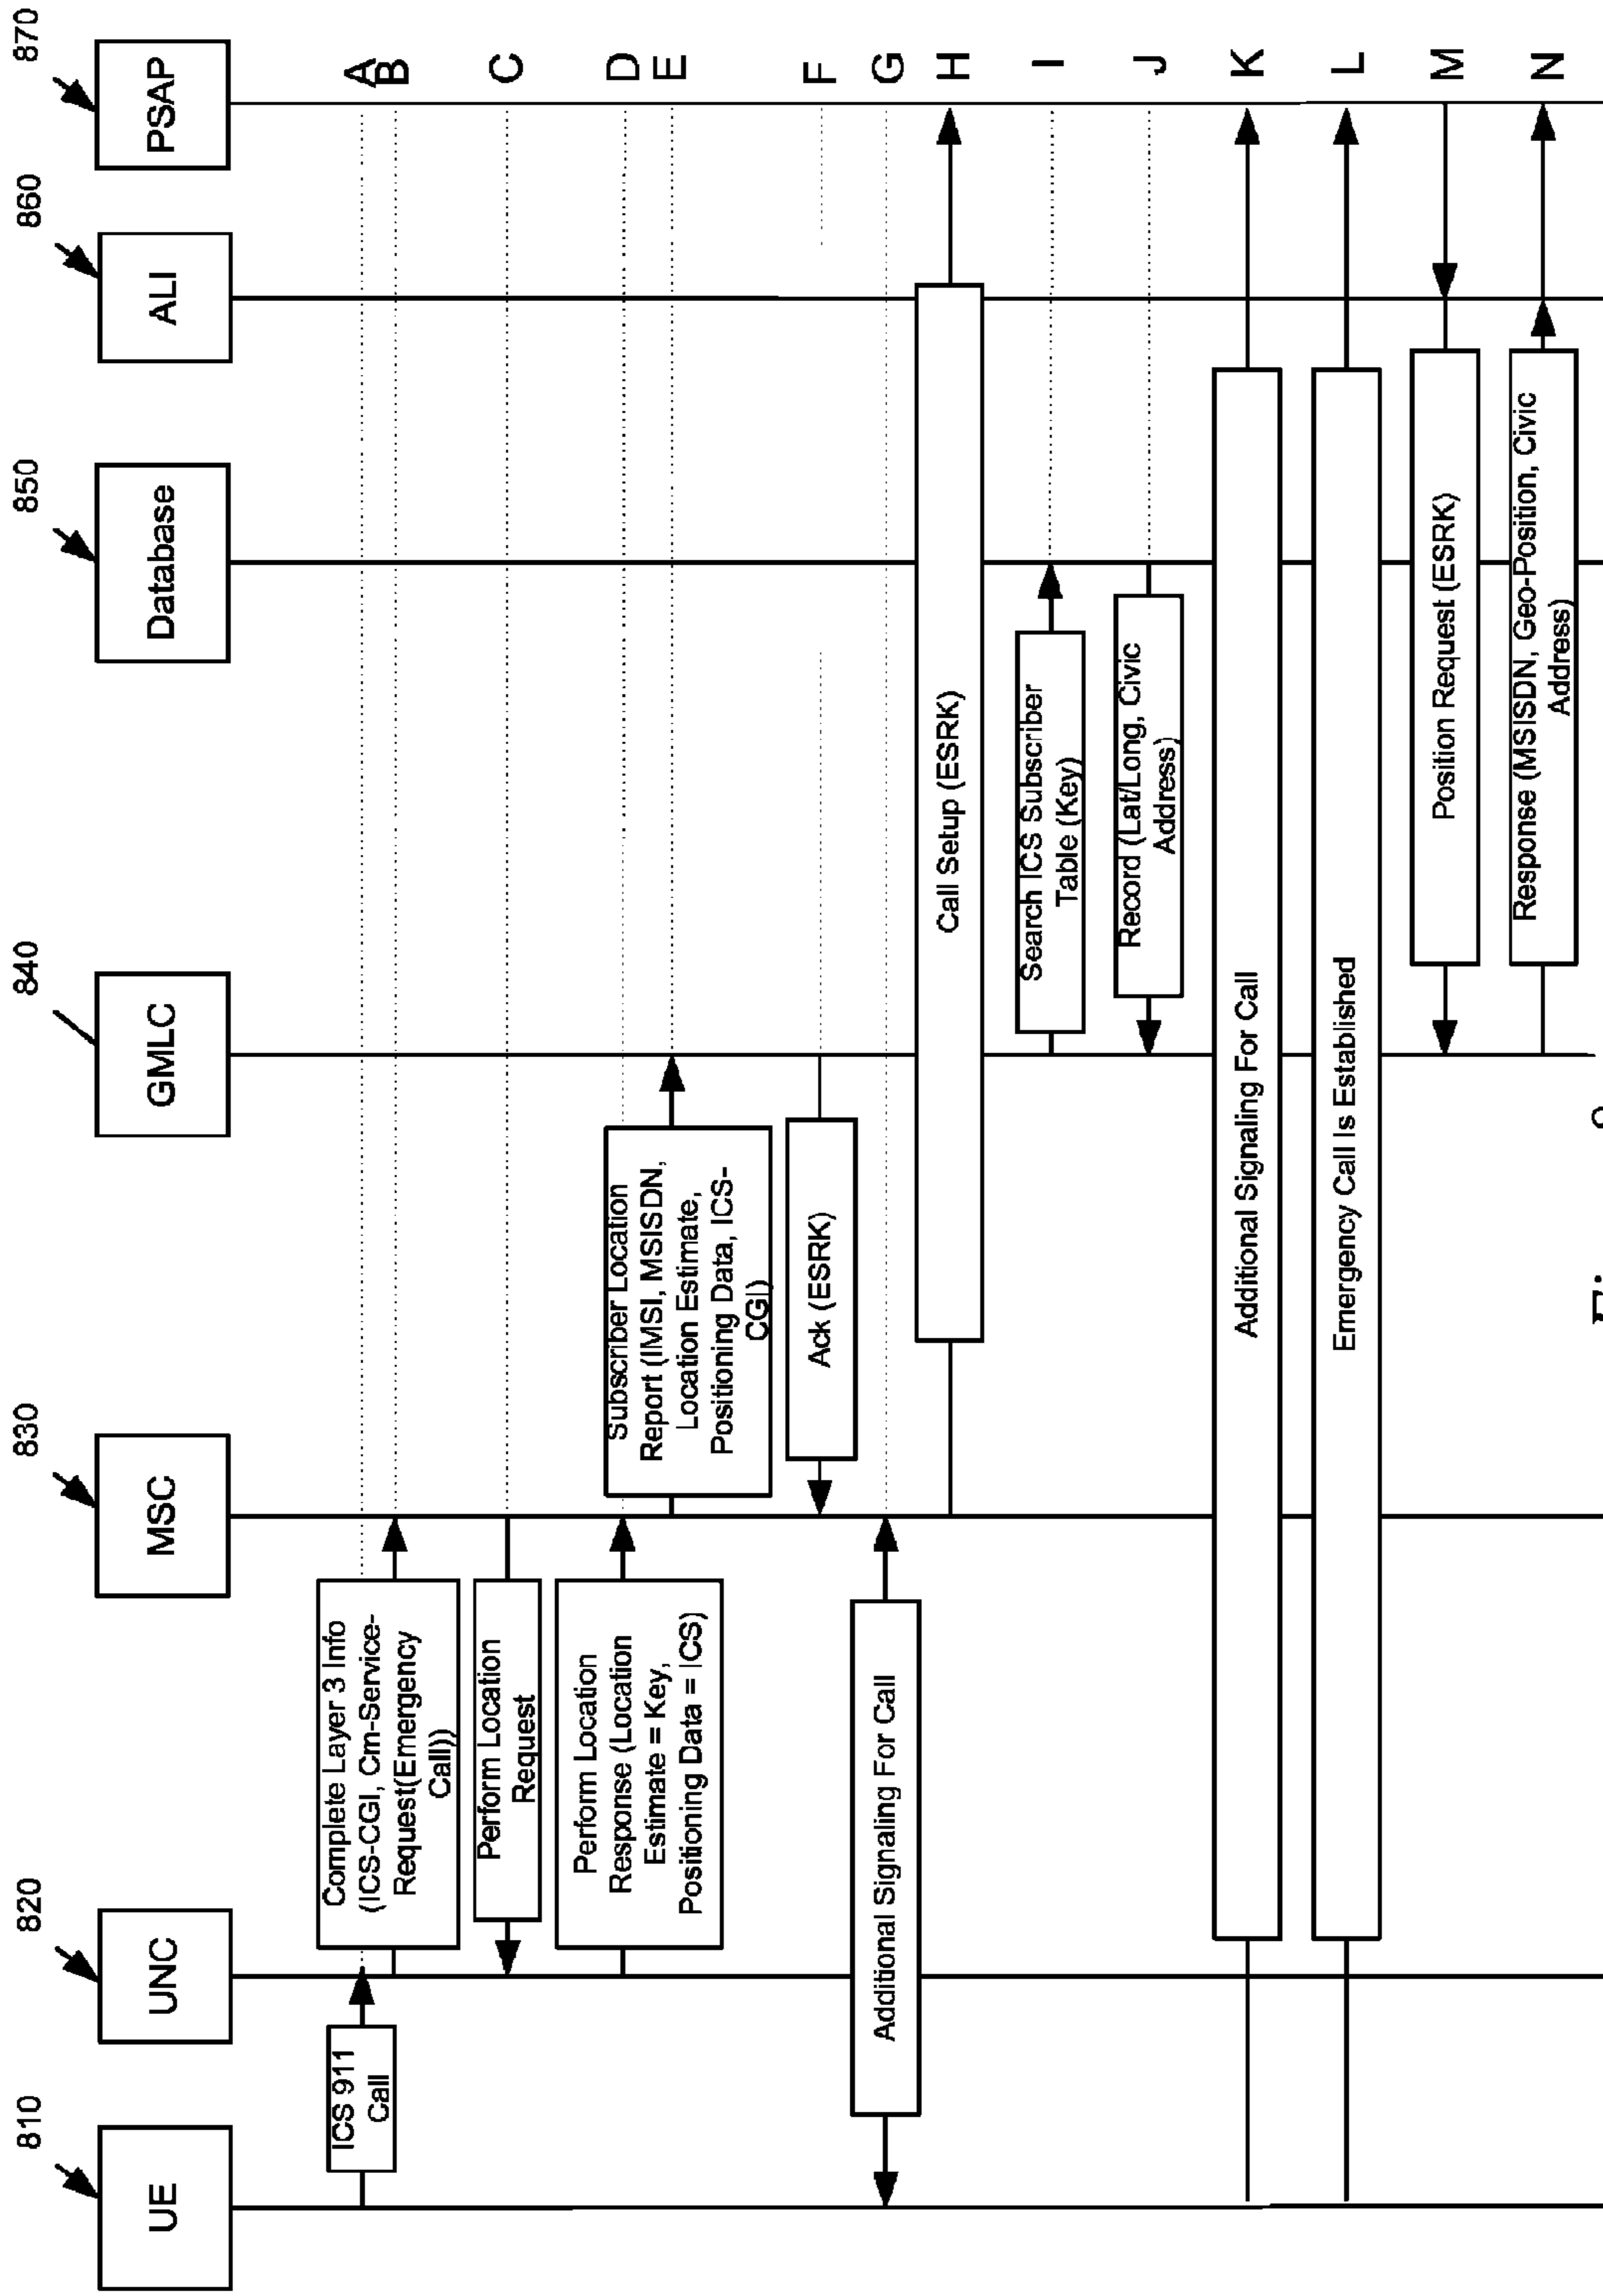 810
820
830
840
850
860
870
UE
UNC
MSC
GMLC
Database
ALI
PSAP
ICS 911
Call
A
Complete Layer 3 Info
(ICS-CGI, Cm-Service-
Request(Emergency
Call))
B
Perform Location
Request
C
Perform Location
Response (Location
Estimate = Key,
Positioning Data = ICS)
D
Subscriber Location
Report (IMSI, MSISDN,
Location Estimate,
Positioning Data, ICS-
CGI)
E
Ack (ESRK)
F
Additional Signaling For Call
G
Call Setup (ESRK)
H
Search ICS Subscriber
Table (Key)
I
Record (Lat/Long, Civic
Address)
J
Additional Signaling For Call
K
Emergency Call Is Established
L
Position Request (ESRK)
M
Response (MSISDN, Geo-Position, Civic
Address)
N